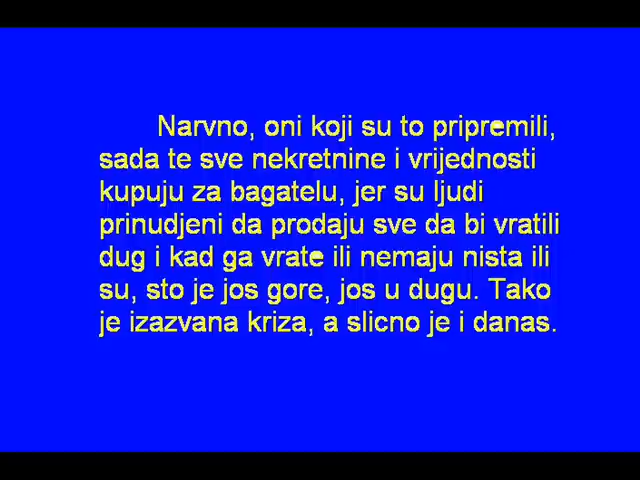 Narvno, oni koji su to pripremili,
sada te sve nekretnine i vrijednosti
kupuju za bagatelu, jer su ljudi
prinudjeni da prodaju sve da bi vratili
dug i kad ga vrate ili nemaju nista ili
su, sto je jos gore, jos u dugu. Tako
je izazvana kriza, a slicno je i danas.